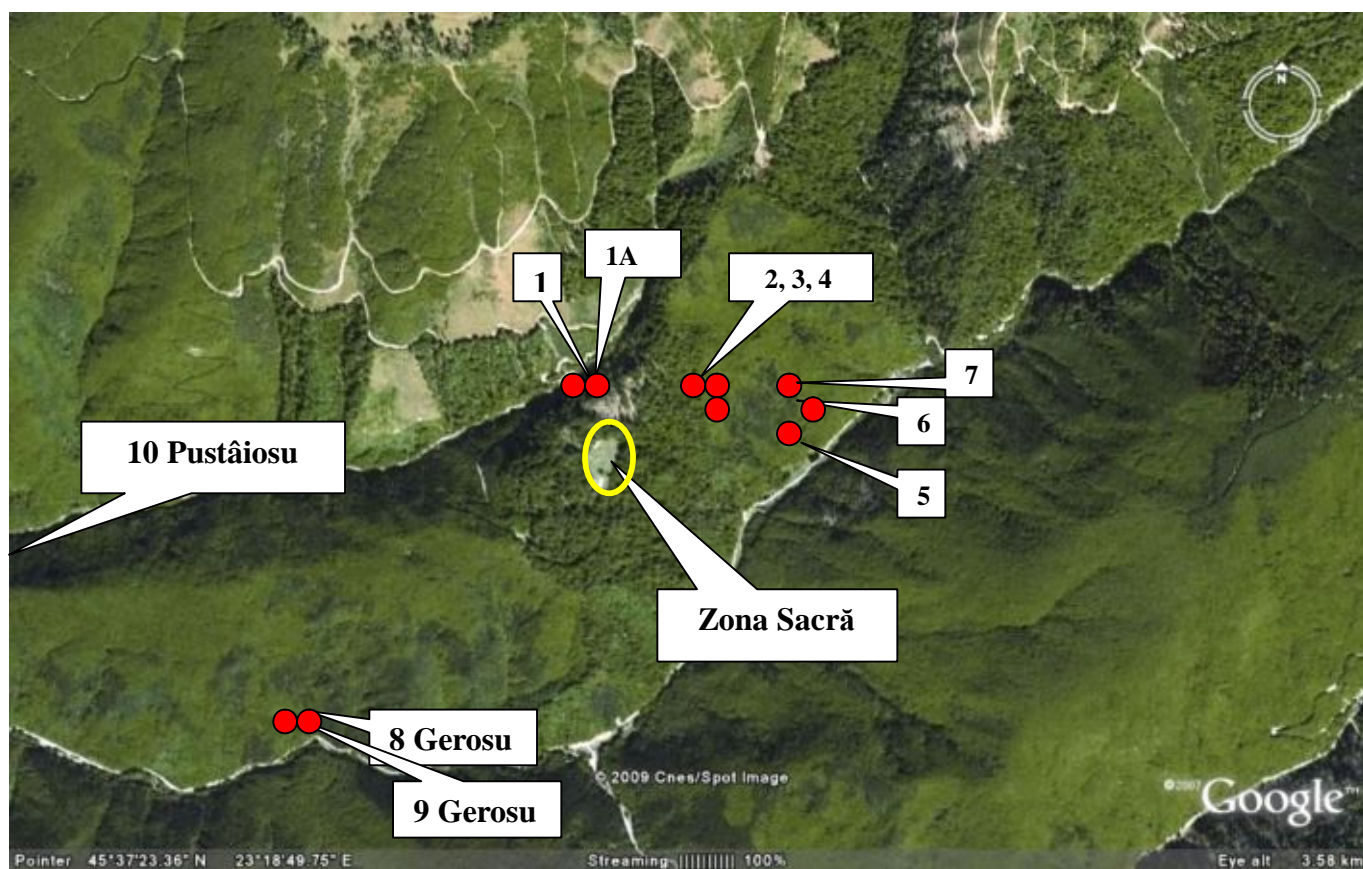 N
1A
1
2, 3, 4
7
6
10 Pustâiosu
5
Zona Sacră
8 Gerosu
9 Gerosu
© 2009 Cnes/Spot Image
©2007 Google™
Pointer 45°37'23.36" N 23°18'49.75" E Streaming |||||||||| 100% Eye alt 3.58 km